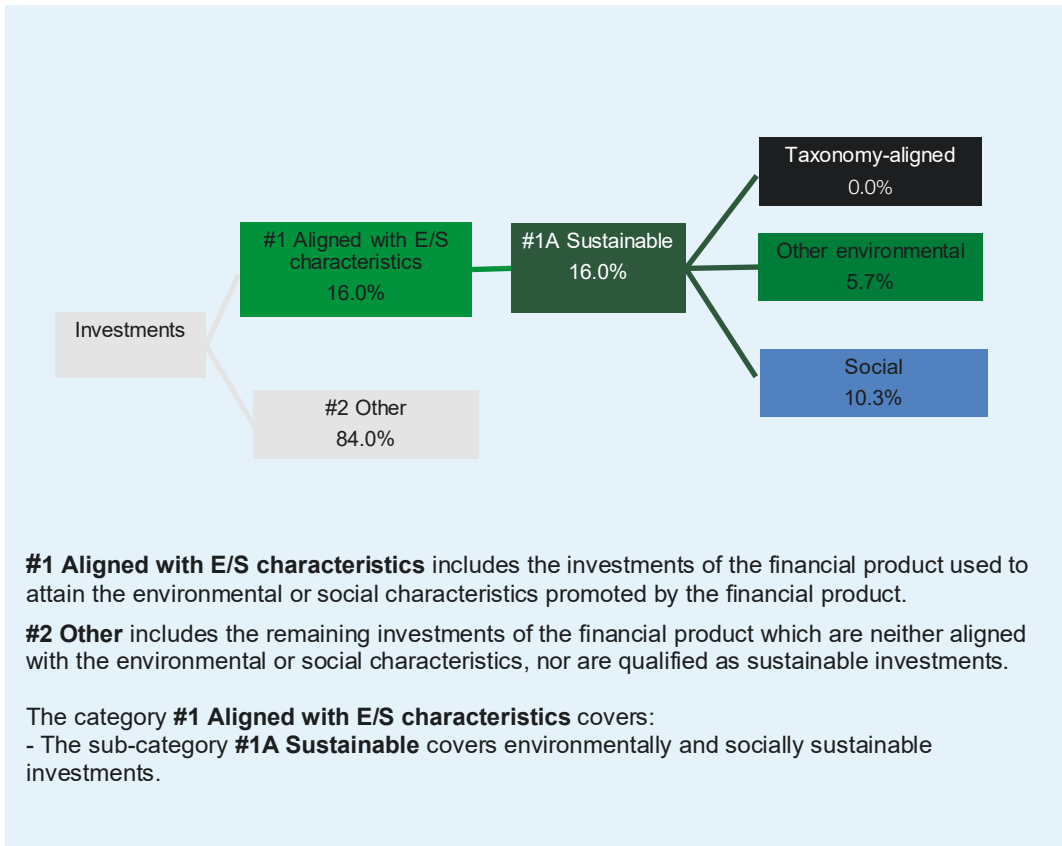 Taxonomy-aligned
0.0%
#1 Aligned with E/S
characteristics
16.0%
#1A Sustainable
16.0%
Other environmental
5.7%
Investments
Social
10.3%
#2 Other
84.0%
#1 Aligned with E/S characteristics includes the investments of the financial product used to
attain the environmental or social characteristics promoted by the financial product.
#2 Other includes the remaining investments of the financial product which are neither aligned
with the environmental or social characteristics, nor are qualified as sustainable investments.
The category #1 Aligned with E/S characteristics covers:
- The sub-category #1A Sustainable covers environmentally and socially sustainable
investments.